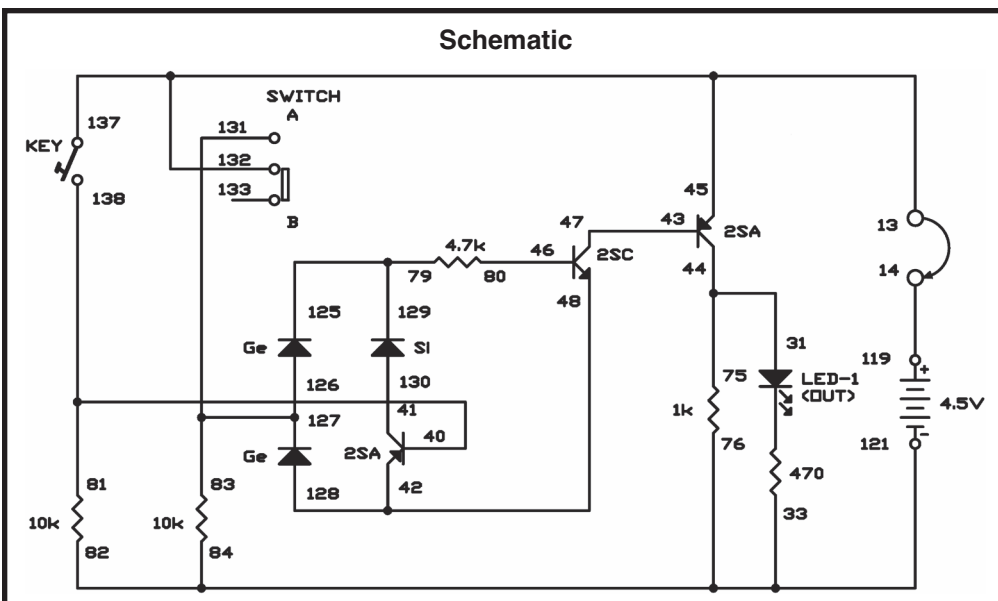 Schematic
SWITCH
A
137
131
KEY
132
133
138
B
45
13
47
43
2SA
4.7k
46
2SC
44
14
79
80
48
125
129
31
Ge
Si
119
+
126
130
75
LED-1
(OUT)
4.5V
41
1k
127
40
76
121
-
Ge
2SA
470
128
42
81
83
33
10k
10k
82
84